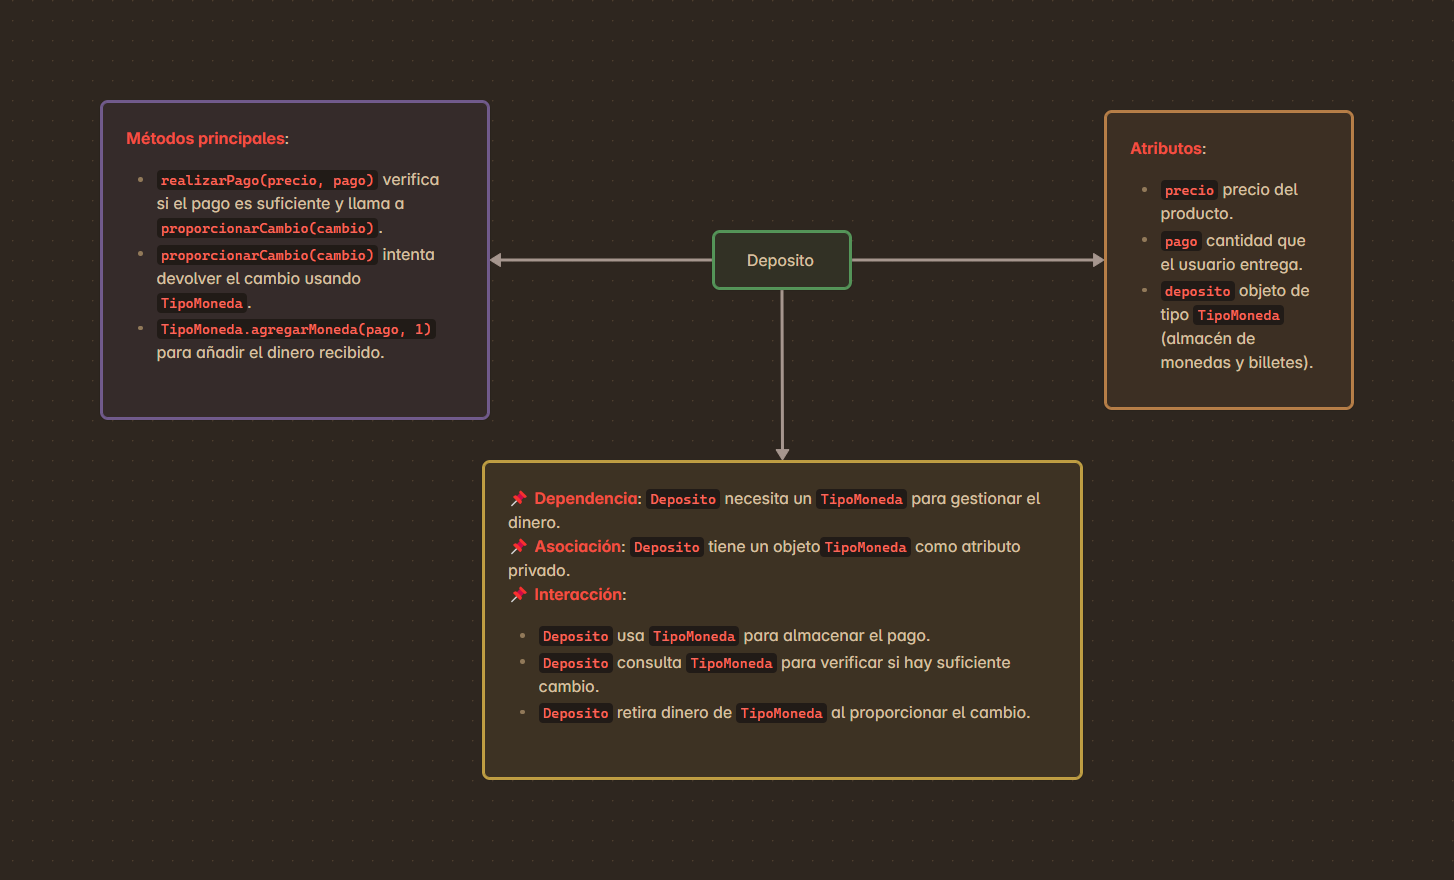 Métodos principales:
realizarPago(precio, pago) verifica
si el pago es suficiente y llama a
proporcionarCambio(cambio).
proporcionarCambio(cambio) intenta
devolver el cambio usando
TipoMoneda.
TipoMoneda.agregarMoneda(pago, 1)
para añadir el dinero recibido.
Deposito
Atributos:
precio precio del
producto.
pago cantidad que
el usuario entrega.
deposito objeto de
tipo TipoMoneda
(almacén de
monedas y billetes).
📌 Dependencia: Deposito necesita un TipoMoneda para gestionar el
dinero.
📌 Asociación: Deposito tiene un objeto TipoMoneda como atributo
privado.
📌 Interacción:
Deposito usa TipoMoneda para almacenar el pago.
Deposito consulta TipoMoneda para verificar si hay suficiente
cambio.
Deposito retira dinero de TipoMoneda al proporcionar el cambio.